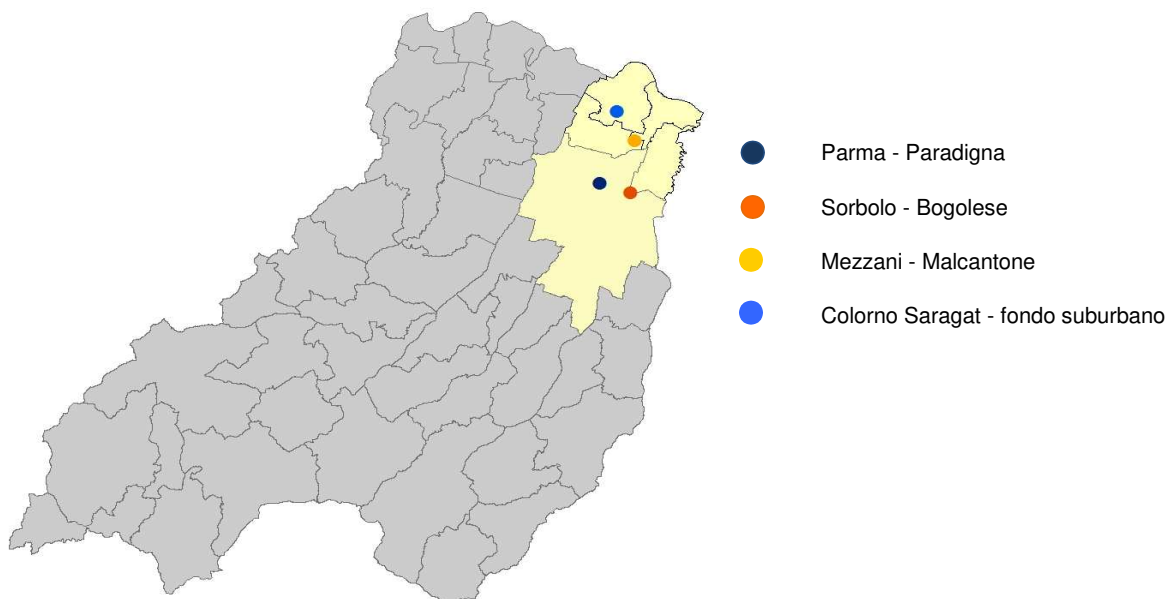 Parma - Paradigna
Sorbolo - Bogolese
Mezzani - Malcantone
Colorno Saragat - fondo suburbano